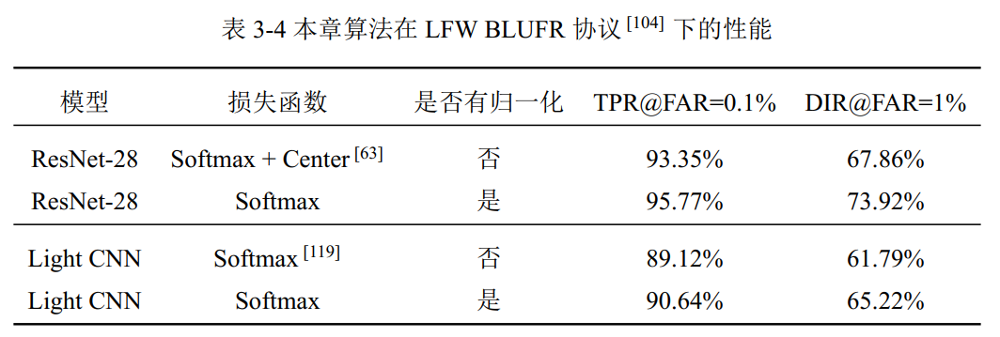 表 3-4 本章算法在 LFW BLUFR 协议 [104] 下的性能
模型 损失函数 是否有归一化 TPR@FAR=0.1% DIR@FAR=1%
ResNet-28 Softmax + Center [63] 否 93.35% 67.86%
ResNet-28 Softmax 是 95.77% 73.92%
Light CNN Softmax [119] 否 89.12% 61.79%
Light CNN Softmax 是 90.64% 65.22%